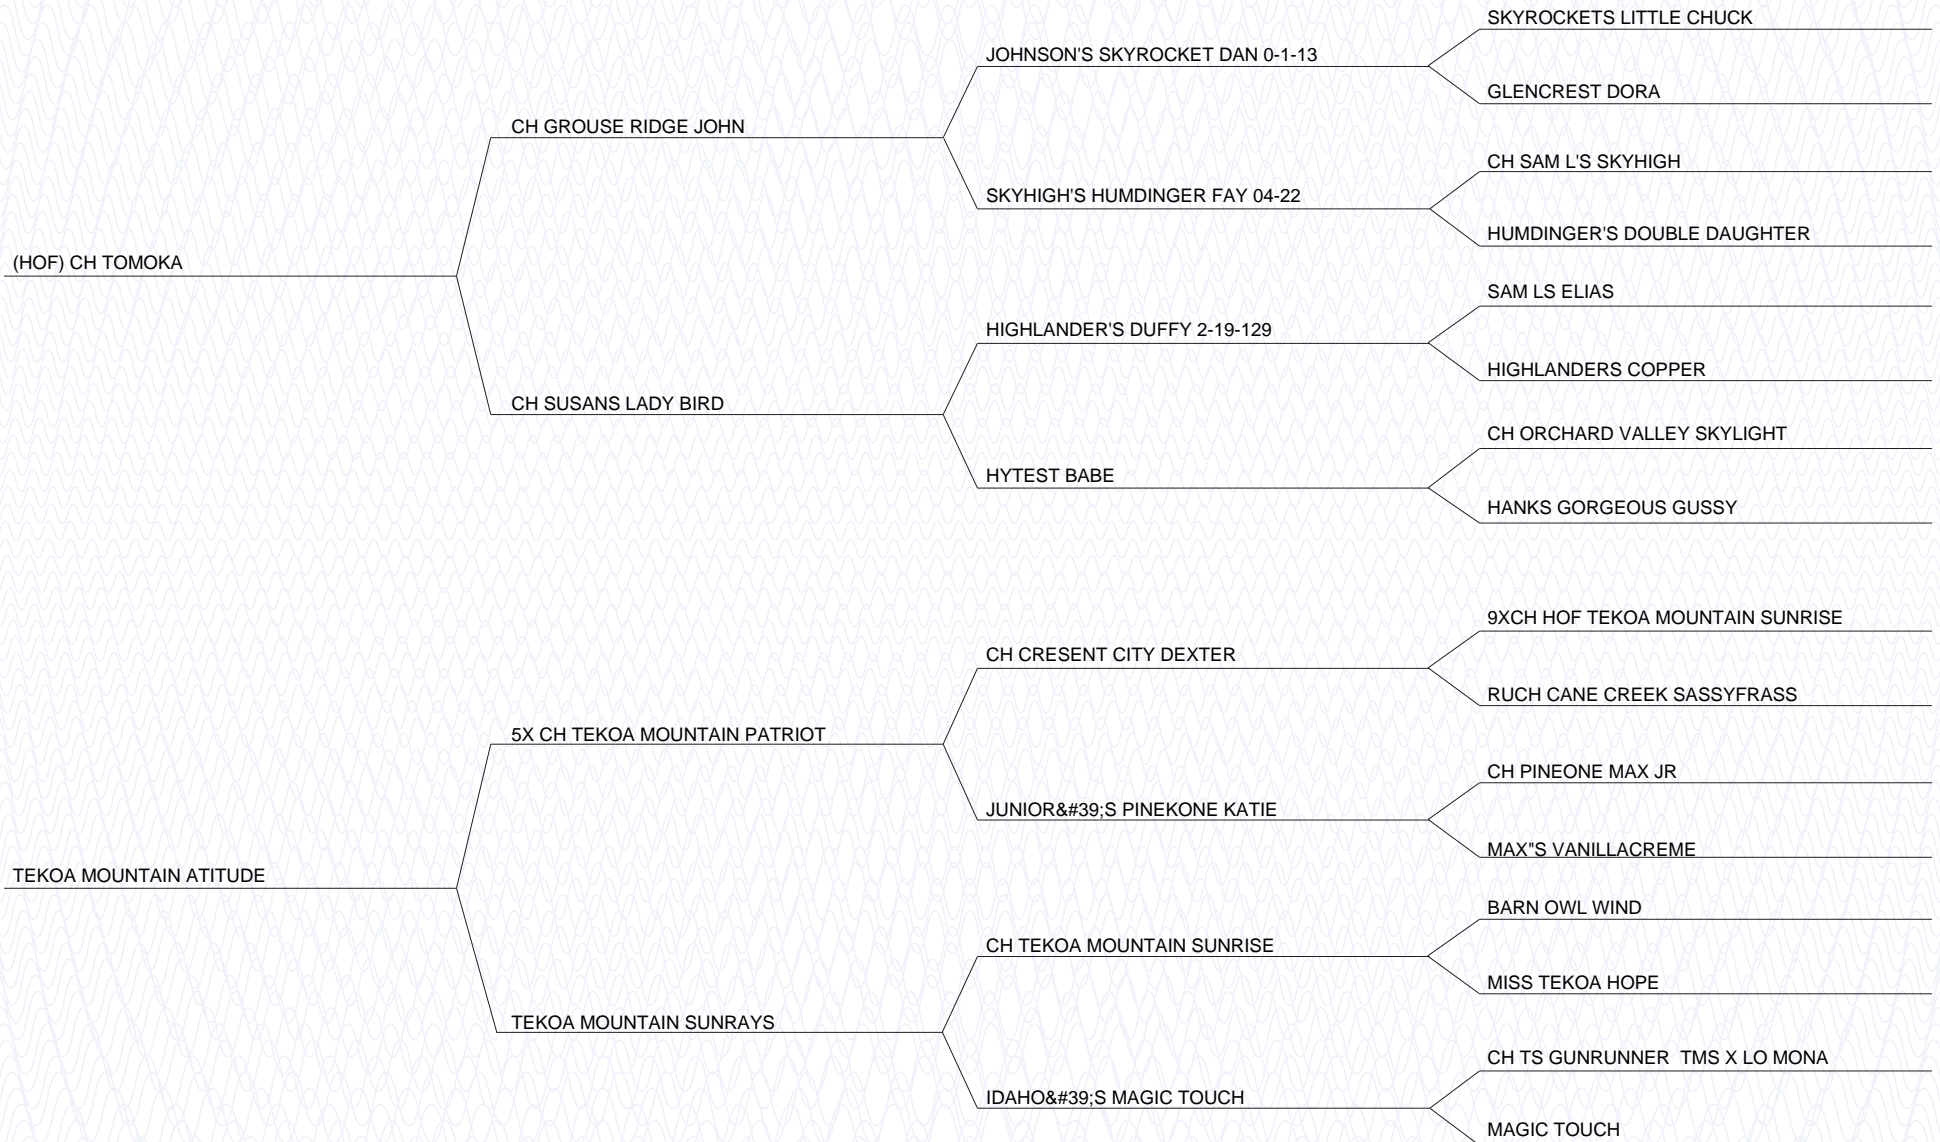 SKYROCKETS LITTLE CHUCK
JOHNSON'S SKYROCKET DAN 0-1-13
GLENCREST DORA
CH GROUSE RIDGE JOHN
CH SAM L'S SKYHIGH
SKYHIGH'S HUMDINGER FAY 04-22
HUMDINGER'S DOUBLE DAUGHTER
(HOF) CH TOMOKA
SAM LS ELIAS
HIGHLANDER'S DUFFY 2-19-129
HIGHLANDERS COPPER
CH SUSANS LADY BIRD
CH ORCHARD VALLEY SKYLIGHT
HYTEST BABE
HANKS GORGEOUS GUSSY
9XCH HOF TEKOA MOUNTAIN SUNRISE
CH CRESENT CITY DEXTER
RUCH CANE CREEK SASSYFRASS
5X CH TEKOA MOUNTAIN PATRIOT
CH PINEONE MAX JR
JUNIOR&#39;S PINEKONE KATIE
MAX"S VANILLACREME
TEKOA MOUNTAIN ATITUDE
BARN OWL WIND
CH TEKOA MOUNTAIN SUNRISE
MISS TEKOA HOPE
TEKOA MOUNTAIN SUNRAYS
CH TS GUNRUNNER  TMS X LO MONA
IDAHO&#39;S MAGIC TOUCH
MAGIC TOUCH